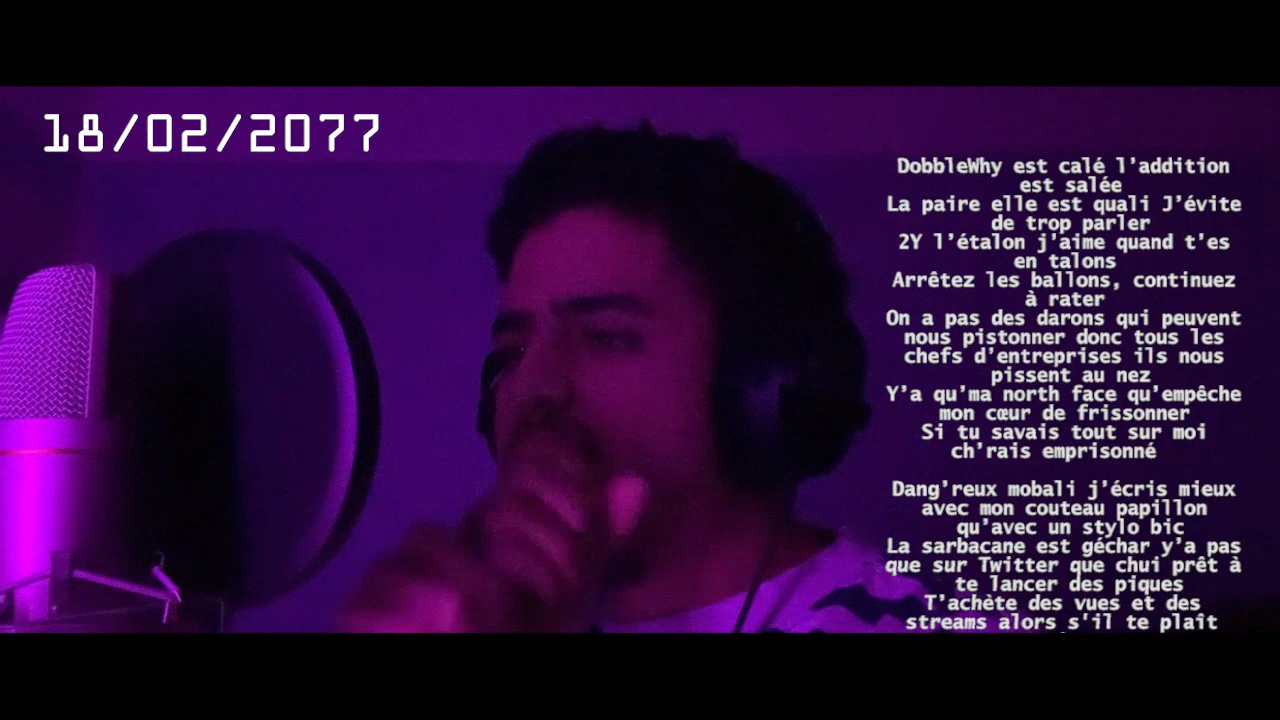 18/02/2077
DobbleWhy est calé l'addition
est salée
La paire elle est quali J'évite
de trop parler
2Y l'étalon j'aime quand t'es
en talons
Arrêtez les ballons, continuez
à rater
On a pas des darons qui peuvent
nous pistonner donc tous les
chefs d'entreprises ils nous
pissent au nez
Y'a qu'ma north face qu'empêche
mon cœur de frissonner
Si tu savais tout sur moi
ch'rais emprisonné
Dang'reux mobali j'écris mieux
avec mon couteau papillon
qu'avec un stylo bic
La sarbacane est géchar y'a pas
que sur Twitter que chui prêt à
te lancer des piques
T'achète des vues et des
streams alors s'il te plaît